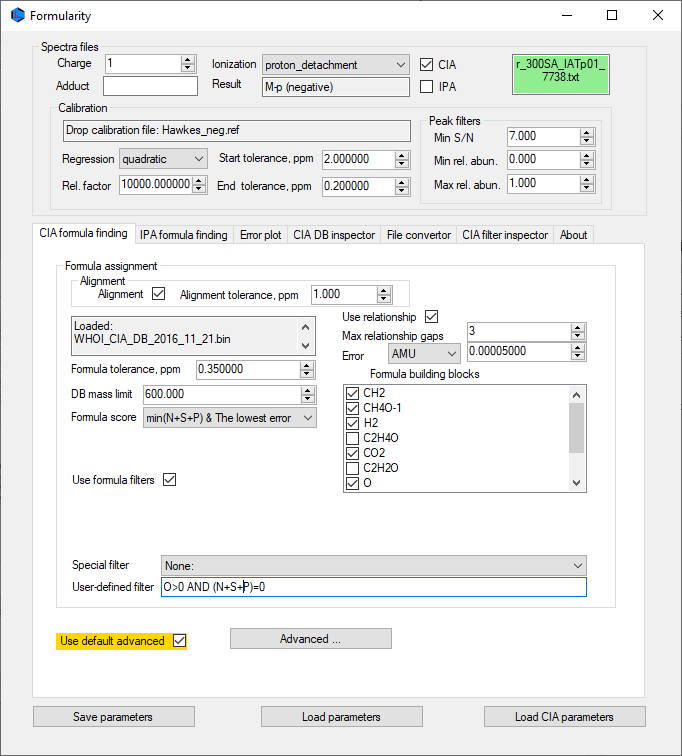 Formularity
Spectra files
Charge 1 Ionization proton_detachment CIA
Adduct Result M-p (negative) IPA
r_300SA_IATp01_
7738.txt
Calibration
Drop calibration file: Hawkes_neg.ref
Regression quadratic Start tolerance, ppm 2.000000
Rel. factor 10000.000000 End tolerance, ppm 0.200000
Peak filters
Min S/N 7.000
Min rel. abun. 0.000
Max rel. abun. 1.000
CIA formula finding IPA formula finding Error plot CIA DB inspector File convertor CIA filter inspector About
Formula assignment
Alignment
Alignment Alignment tolerance, ppm 1.000
Loaded:
WHOI_CIA_DB_2016_11_21.bin
Formula tolerance, ppm 0.350000
DB mass limit 600.000
Formula score min(N+S+P) & The lowest error
Use formula filters
Use relationship
Max relationship gaps 3
Error AMU 0.00005000
Formula building blocks
CH2
CH4O-1
H2
C2H4O
CO2
C2H2O
O
Special filter None:
User-defined filter O>0 AND (N+S+P)=0
Use default advanced Advanced ...
Save parameters Load parameters Load CIA parameters